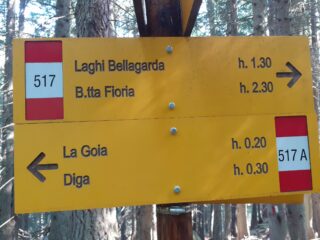 517 Laghi Bellagarda h. 1.30
B.tta Fioria h. 2.30
La Goia h. 0.20 517 A
Diga h. 0.30